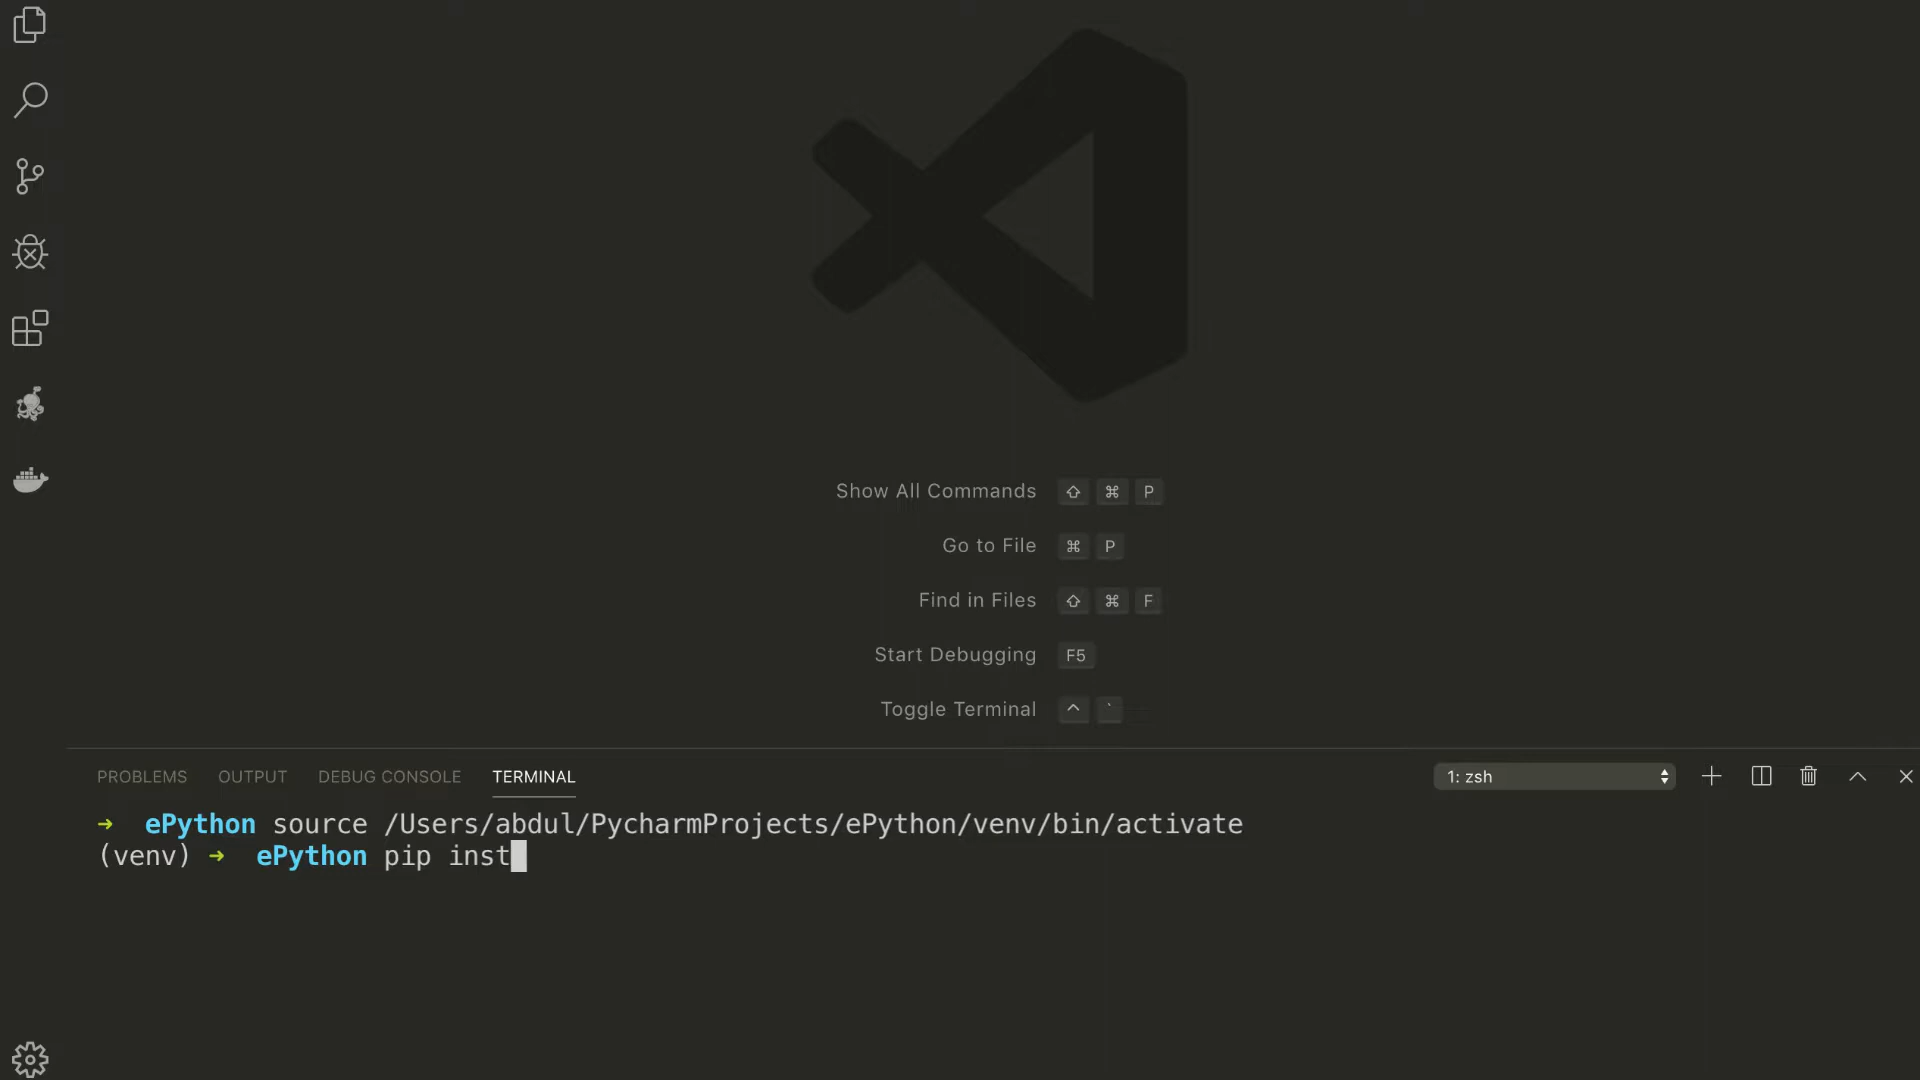 Show All Commands ⇧ ⌘ P
Go to File ⌘ P
Find in Files ⇧ ⌘ F
Start Debugging F5
Toggle Terminal ^ `
PROBLEMS OUTPUT DEBUG CONSOLE TERMINAL 1: zsh
➜ ePython source /Users/abdul/PycharmProjects/ePython/venv/bin/activate
(venv) ➜ ePython pip inst